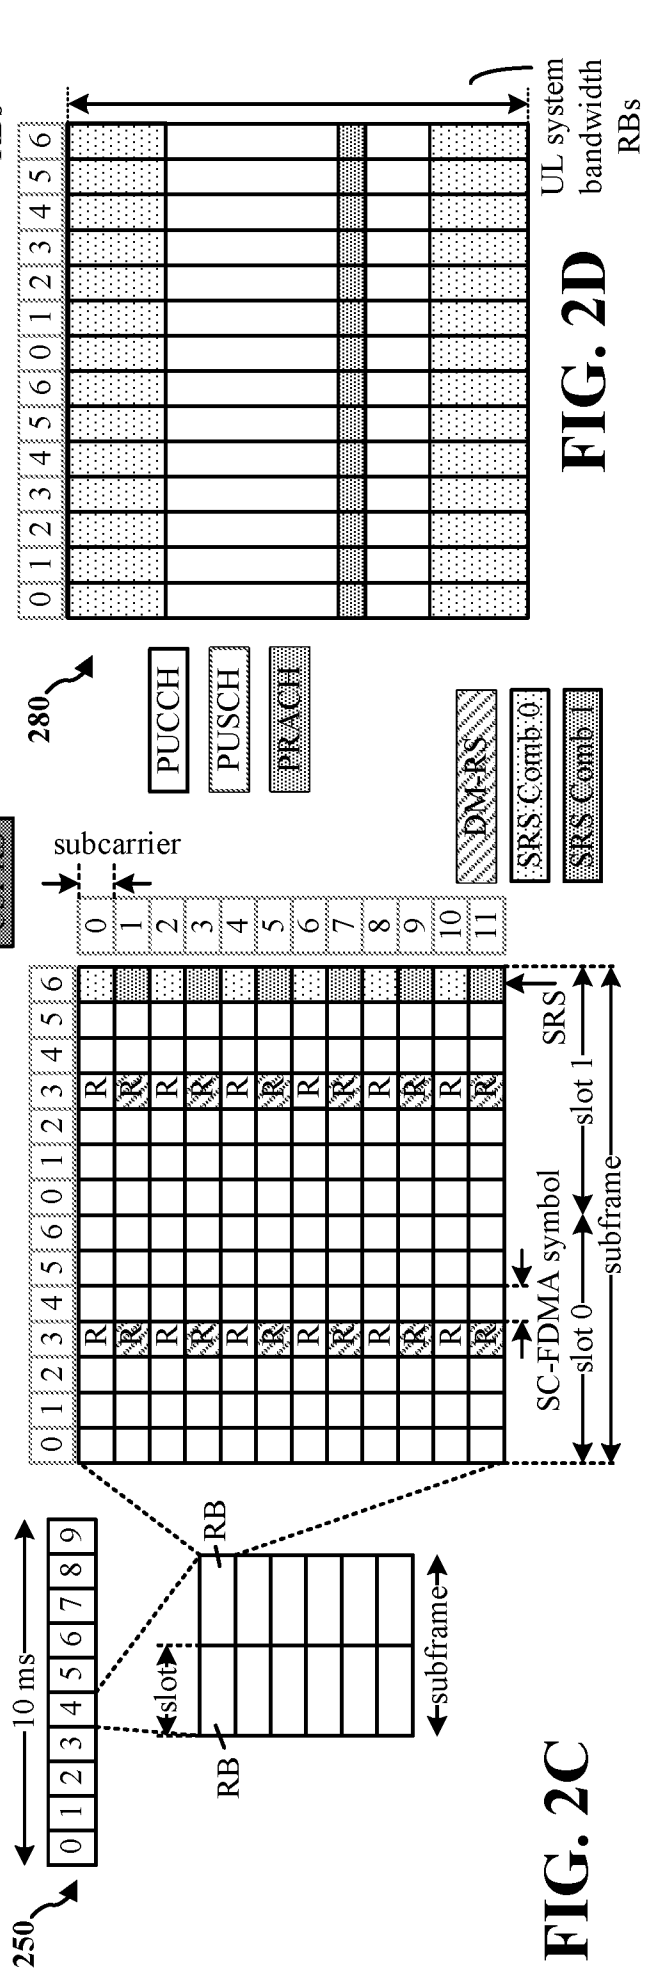 250
10 ms
0 1 2 3 4 5 6 7 8 9
RB
slot
RB
subframe
0 1 2 3 4 5 6 0 1 2 3 4 5 6
subcarrier
R R 0
R R 1
R R 2
R R 3
R R 4
R R 5
R R 6
R R 7
R R 8
R R 9
R R 10
R R 11
SC-FDMA symbol
SRS
slot 0
slot 1
subframe
DM-RS
SRS Comb 0
SRS Comb 1
FIG. 2C
280
PUCCH
PUSCH
PRACH
0 1 2 3 4 5 6 0 1 2 3 4 5 6
UL system
bandwidth
RBs
FIG. 2D